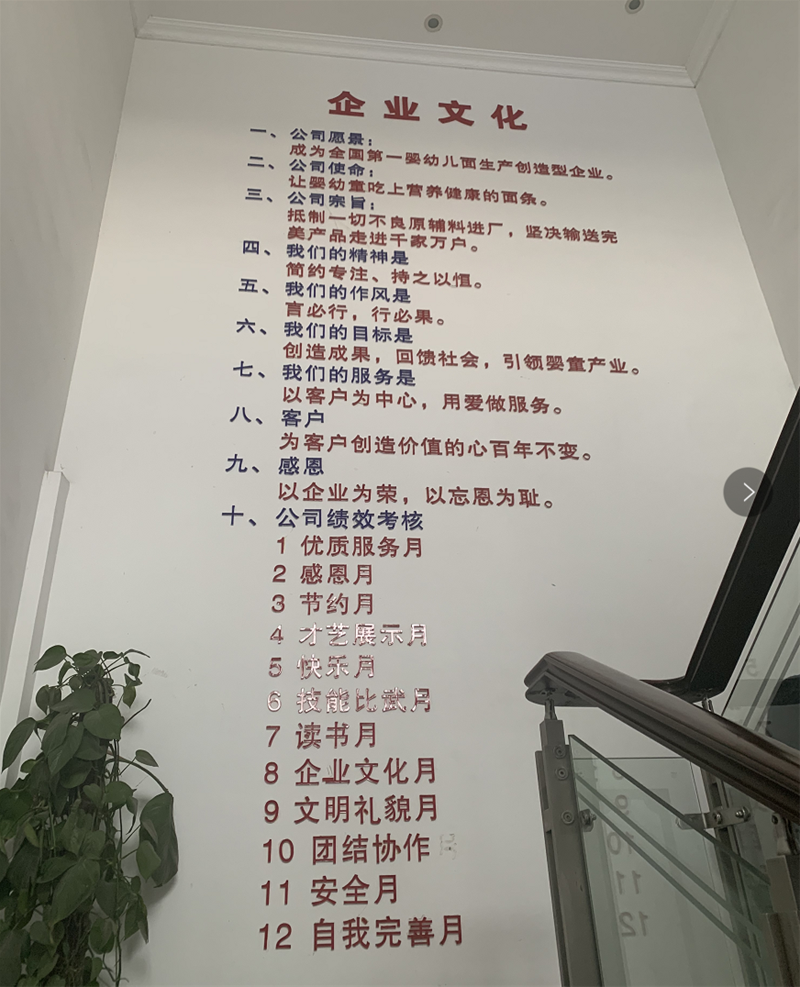 企业文化
一、公司愿景：
成为全国第一婴幼儿面生产创造型企业。
二、公司使命：
让婴幼童吃上营养健康的面条。
三、公司宗旨：
抵制一切不良原辅料进厂，坚决输送完
美产品走进千家万户。
四、我们的精神是
简约专注、持之以恒。
五、我们的作风是
言必行，行必果。
六、我们的目标是
创造成果，回馈社会，引领婴童产业。
七、我们的服务是
以客户为中心，用爱做服务。
八、客户
为客户创造价值的心百年不变。
九、感恩
以企业为荣，以忘恩为耻。
十、公司绩效考核
1 优质服务月
2 感恩月
3 节约月
4 才艺展示月
5 快乐月
6 技能比武月
7 读书月
8 企业文化月
9 文明礼貌月
10 团结协作月
11 安全月
12 自我完善月